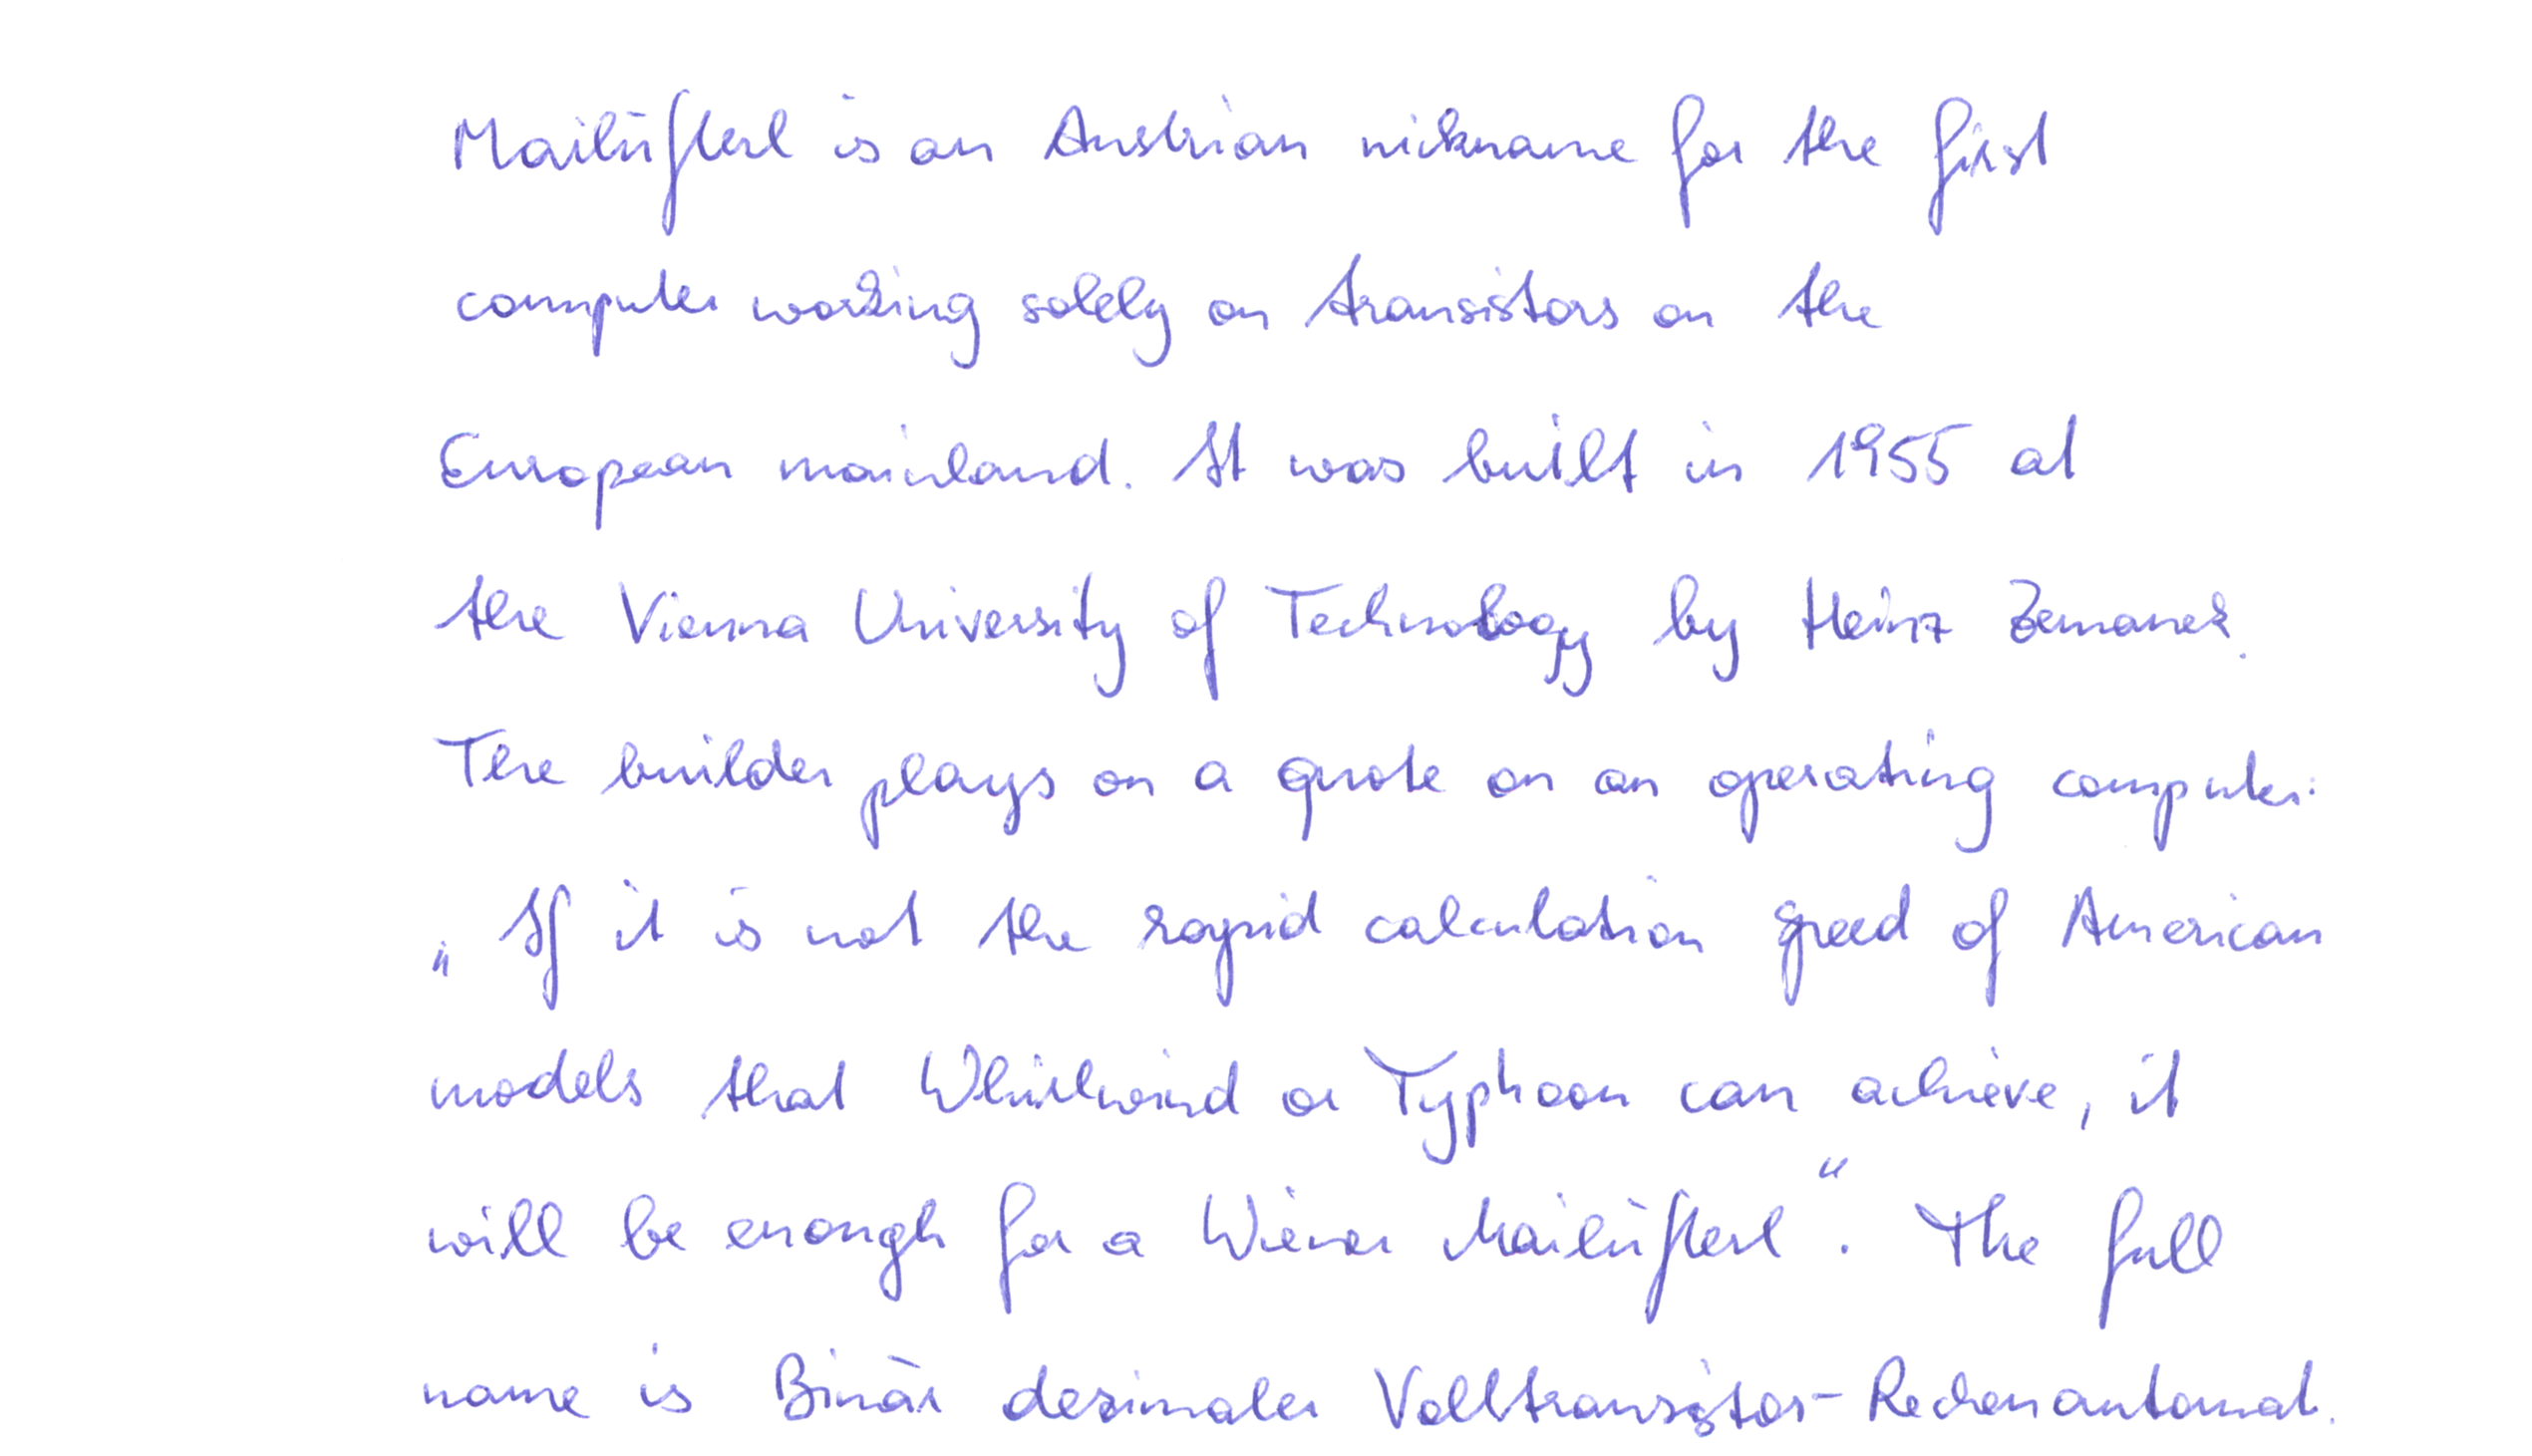 Mailüfterl is an Austrian nickname for the first
computer working solely on transistors on the
European mainland. It was built in 1955 at
the Vienna University of Technology by Heinz Zemanek.
The builder plays on a quote on an operating computer:
„If it is not the rapid calculation speed of American
models that Whirlwind or Typhoon can achieve, it
will be enough for a Wiener Mailüfterl“. The full
name is Binär dezimaler Volltransistor-Rechenautomat.